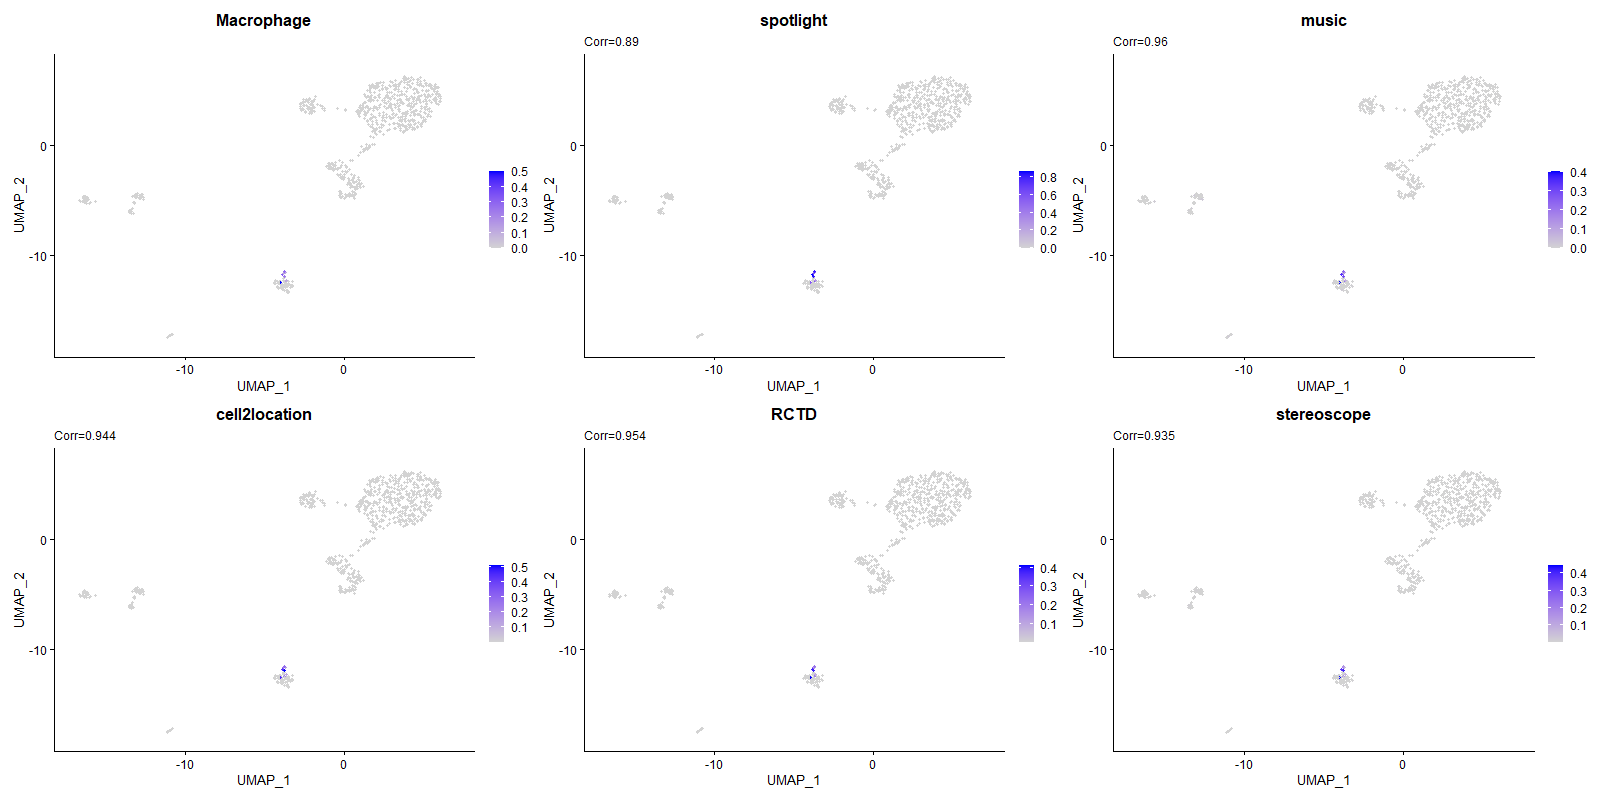 Macrophage
UMAP_2
0
-10
-10
0
UMAP_1
0.5
0.4
0.3
0.2
0.1
0.0
spotlight
Corr=0.89
UMAP_2
0
-10
-10
0
UMAP_1
0.8
0.6
0.4
0.2
0.0
music
Corr=0.96
UMAP_2
0
-10
-10
0
UMAP_1
0.4
0.3
0.2
0.1
0.0
cell2location
Corr=0.944
UMAP_2
0
-10
-10
0
UMAP_1
0.5
0.4
0.3
0.2
0.1
RCTD
Corr=0.954
UMAP_2
0
-10
-10
0
UMAP_1
0.4
0.3
0.2
0.1
stereoscope
Corr=0.935
UMAP_2
0
-10
-10
0
UMAP_1
0.4
0.3
0.2
0.1